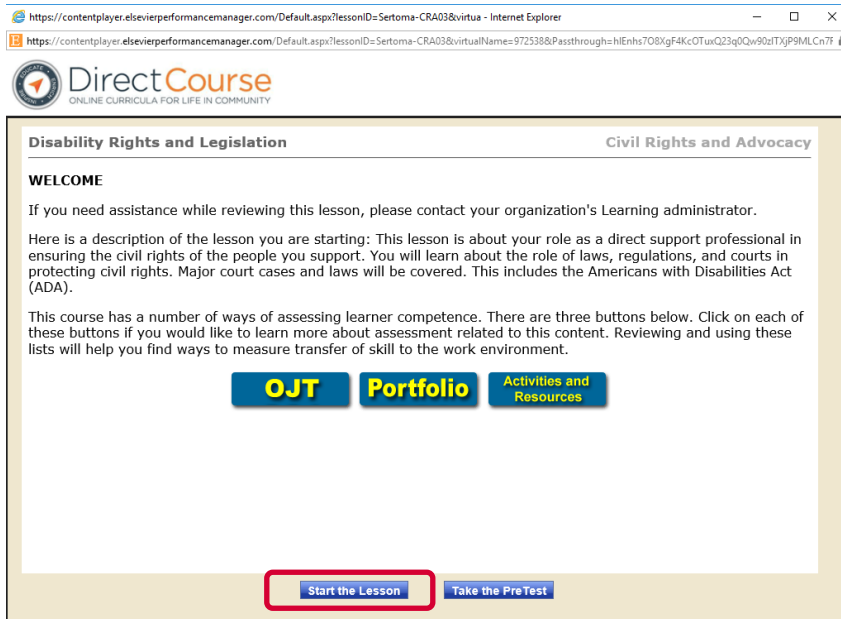 https://contentplayer.elsevierperformancemanager.com/Default.aspx?lessonID=Sertoma-CRA03&virtua - Internet Explorer
https://contentplayer.elsevierperformancemanager.com/Default.aspx?lessonID=Sertoma-CRA03&virtualName=972538&Passthrough=
DirectCourse
ONLINE CURRICULA FOR LIFE IN COMMUNITY
Disability Rights and Legislation Civil Rights and Advocacy
WELCOME
If you need assistance while reviewing this lesson, please contact your organization's Learning administrator.
Here is a description of the lesson you are starting: This lesson is about your role as a direct support professional in
ensuring the civil rights of the people you support. You will learn about the role of laws, regulations, and courts in
protecting civil rights. Major court cases and laws will be covered. This includes the Americans with Disabilities Act
(ADA).
This course has a number of ways of assessing learner competence. There are three buttons below. Click on each of
these buttons if you would like to learn more about assessment related to this content. Reviewing and using these
lists will help you find ways to measure transfer of skill to the work environment.
OJT Portfolio Activities and
Resources
Start the Lesson Take the PreTest